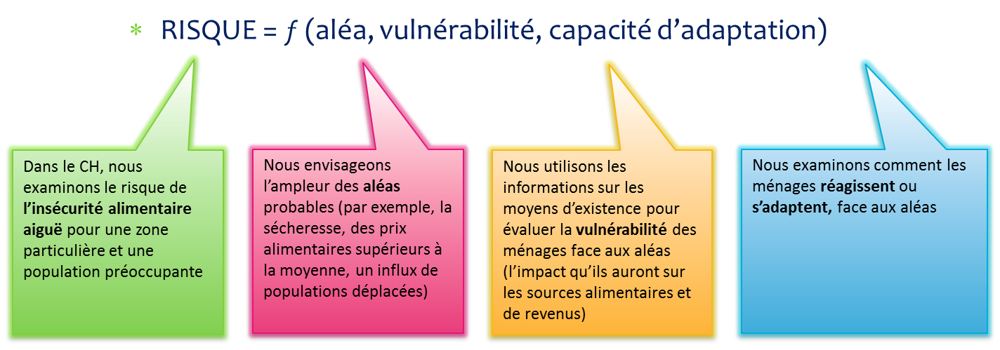 * RISQUE = f (aléa, vulnérabilité, capacité d’adaptation)
Dans le CH, nous
examinons le risque de
l’insécurité alimentaire
aiguë pour une zone
particulière et une
population préoccupante
Nous envisageons
l’ampleur des aléas
probables (par exemple, la
sécheresse, des prix
alimentaires supérieurs à
la moyenne, un influx de
populations déplacées)
Nous utilisons les
informations sur les
moyens d’existence pour
évaluer la vulnérabilité des
ménages face aux aléas
(l’impact qu’ils auront sur
les sources alimentaires et
de revenus)
Nous examinons comment les
ménages réagissent ou
s’adaptent, face aux aléas